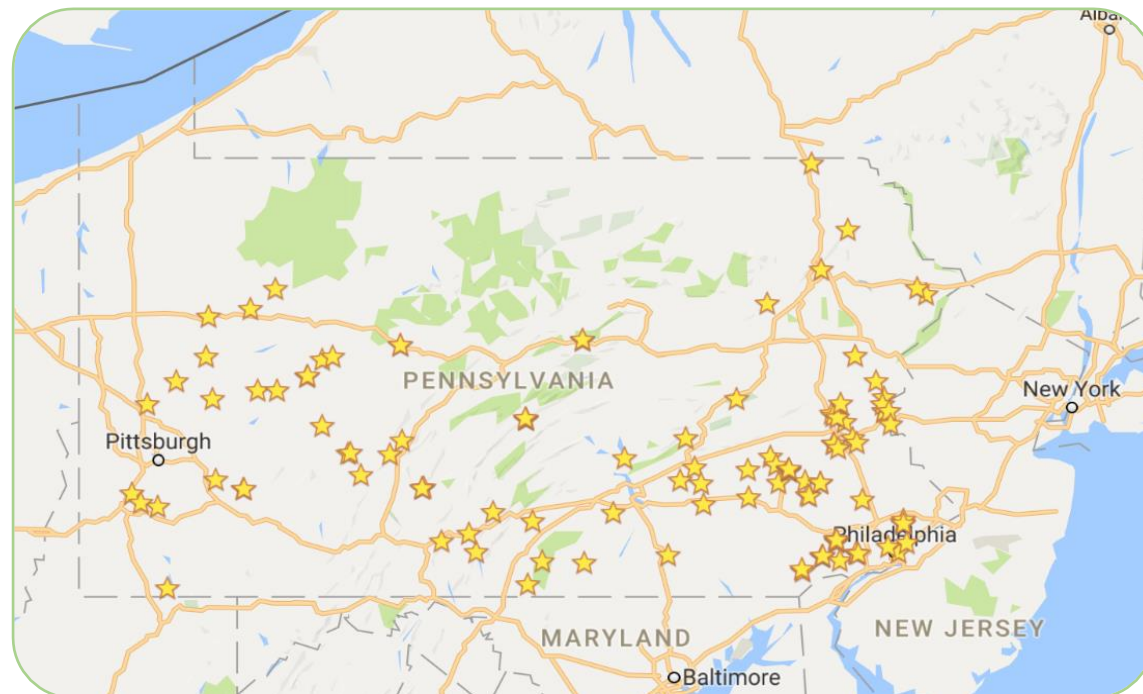 Alba
PENNSYLVANIA
New York
Pittsburgh
Philadelphia
MARYLAND
NEW JERSEY
Baltimore